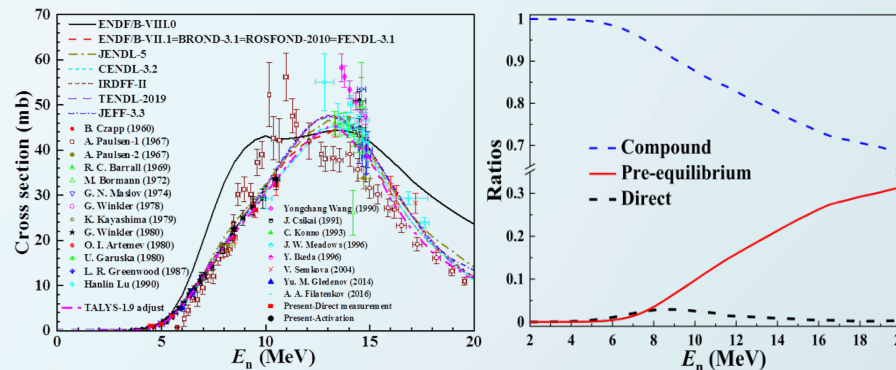 ENDF/B-VIII.0
ENDF/B-VII.1=BROND-3.1=ROSFOND-2010=FENDL-3.1
JENDL-5
CENDL-3.2
IRDFF-II
TENDL-2019
JEFF-3.3
B. Czapp (1960)
A. Paulsen-1 (1967)
A. Paulsen-2 (1967)
R. C. Barrall (1969)
M. Bormann (1972)
G. N. Maslov (1974)
G. Winkler (1978)
K. Kayashima (1979)
G. Winkler (1980)
O. I. Artemev (1980)
U. Garuska (1980)
L. R. Greenwood (1987)
Hanlin Lu (1990)
TALYS-1.9 adjust
Yongchang Wang (1990)
J. Csikai (1991)
C. Konno (1993)
J. W. Meadows (1996)
Y. Ikeda (1996)
V. Semkova (2004)
Yu. M. Gledenov (2014)
A. A. Filatenkov (2016)
Present-Direct measurement
Present-Activation
Cross section (mb)
70
60
50
40
30
20
10
0
0 5 10 15 20
En (MeV)
Ratios
1.0
0.9
0.8
0.7
0.3
0.2
0.1
0
Compound
Pre-equilibrium
Direct
2 4 6 8 10 12 14 16 18 20
En (MeV)